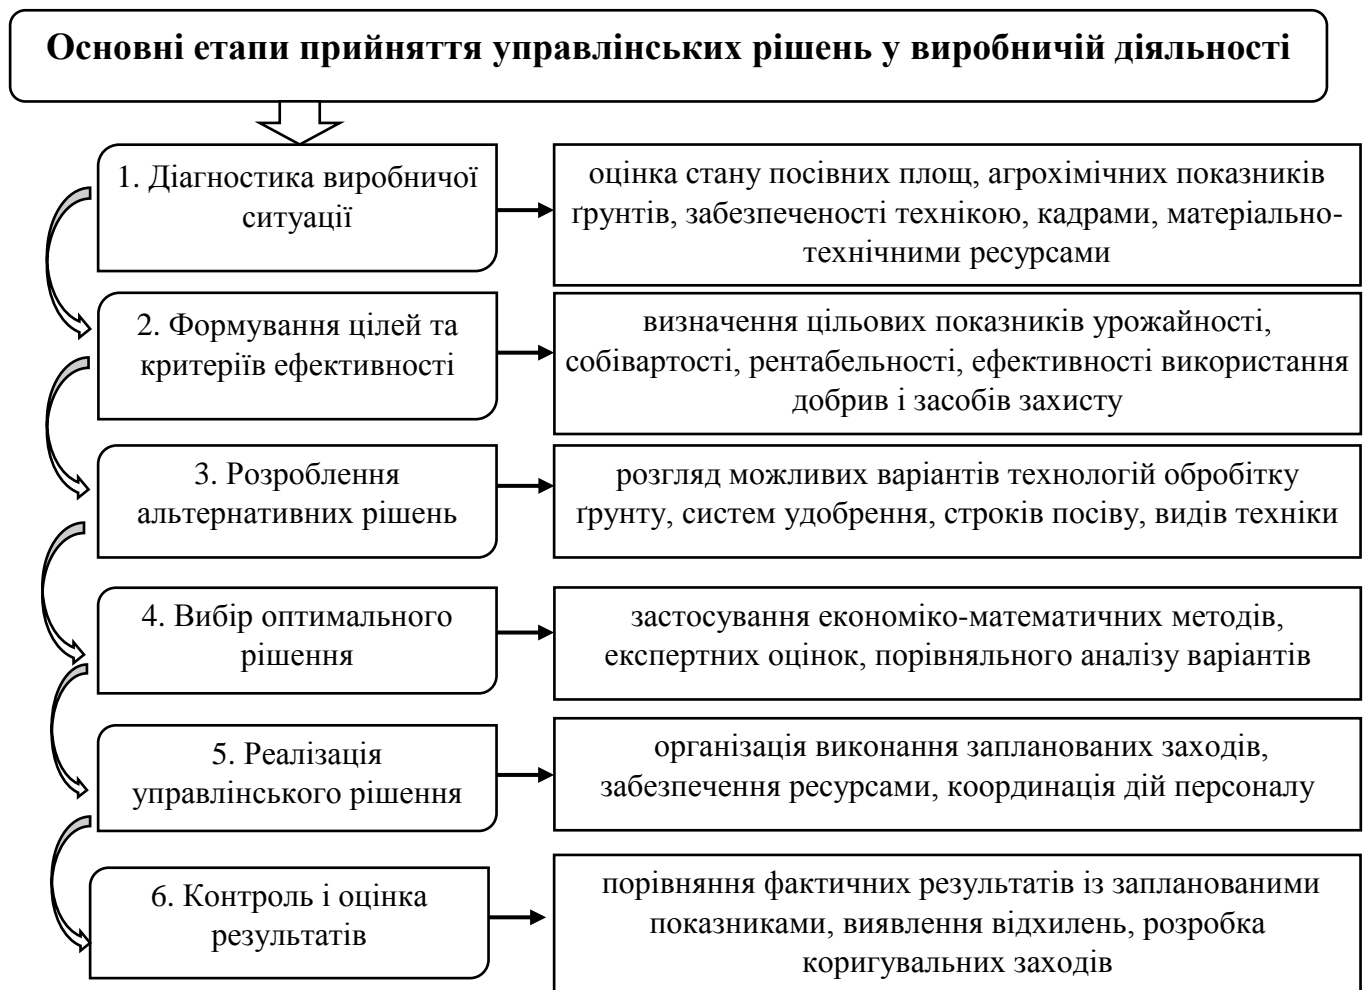 Основні етапи прийняття управлінських рішень у виробничій діяльності
1. Діагностика виробничої
ситуації
оцінка стану посівних площ, агрохімічних показників
ґрунтів, забезпеченості технікою, кадрами, матеріально-
технічними ресурсами
2. Формування цілей та
критеріїв ефективності
визначення цільових показників урожайності,
собівартості, рентабельності, ефективності використання
добрив і засобів захисту
3. Розроблення
альтернативних рішень
розгляд можливих варіантів технологій обробітку
ґрунту, систем удобрення, строків посіву, видів техніки
4. Вибір оптимального
рішення
застосування економіко-математичних методів,
експертних оцінок, порівняльного аналізу варіантів
5. Реалізація
управлінського рішення
організація виконання запланованих заходів,
забезпечення ресурсами, координація дій персоналу
6. Контроль і оцінка
результатів
порівняння фактичних результатів із запланованими
показниками, виявлення відхилень, розробка
коригувальних заходів